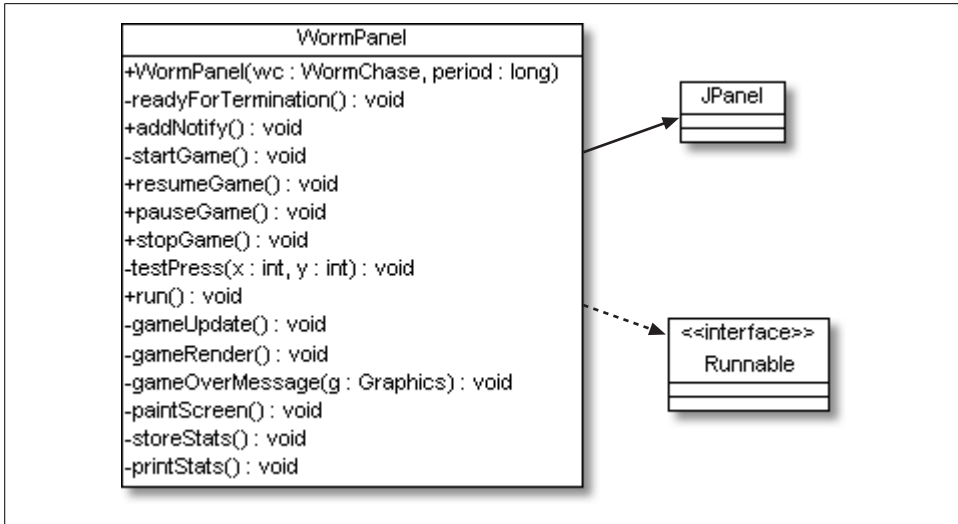 WormPanel
+WormPanel(wc : WormChase, period : long)
-readyForTermination() : void
+addNotify() : void
-startGame() : void
+resumeGame() : void
+pauseGame() : void
+stopGame() : void
-testPress(x : int, y : int) : void
+run() : void
-gameUpdate() : void
-gameRender() : void
-gameOverMessage(g : Graphics) : void
-paintScreen() : void
-storeStats() : void
-printStats() : void
JPanel
<<interface>>
Runnable